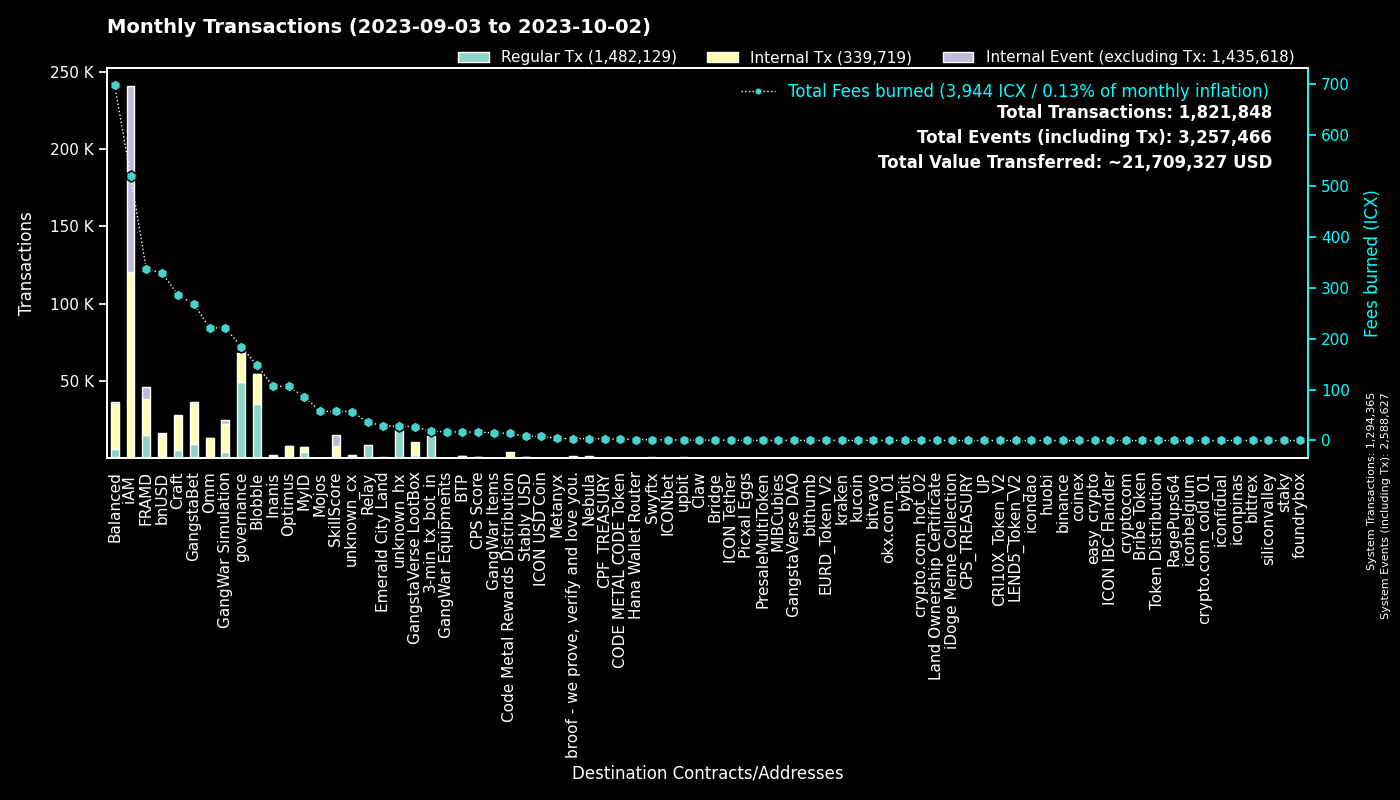 Monthly Transactions (2023-09-03 to 2023-10-02)
Regular Tx (1,482,129)
Internal Tx (339,719)
Internal Event (excluding Tx: 1,435,618)
Total Fees burned (3,944 ICX / 0.13% of monthly inflation)
Total Transactions: 1,821,848
Total Events (including Tx): 3,257,466
Total Value Transferred: ~21,709,327 USD
Transactions
250 K
200 K
150 K
100 K
50 K
700
600
500
400
300
200
100
0
Fees burned (ICX)
System Transactions: 1,294,365
System Events (including Tx): 2,588,627
Balanced
iAM
FRAMD
bnUSD
Craft
GangstaBet
Omm
GangWar Simulation
governance
Blobble
Inanis
Optimus
MyID
Mojos
SkillScore
unknown_cx
Relay
Emerald City Land
unknown_hx
GangstaVerse LootBox
3-min_tx_bot_in
GangWar Equipments
BTP
CPS Score
GangWar Items
Code Metal Rewards Distribution
Stably_USD
ICON_USD_Coin
Metanyx
broof - we prove, verify and love you.
Nebula
CPF_TREASURY
CODE METAL CODE Token
Hana Wallet Router
Swyftx
ICONbet
upbit
Claw
Bridge
ICON Tether
Picxal Eggs
PresaleMultiToken
MIBCubies
GangstaVerse DAO
bithumb
EURD_Token_V2
kraken
kucoin
bitvavo
okx.com_01
bybit
crypto.com_hot_02
Land Ownership Certificate
iDoge Meme Collection
CPS_TREASURY
UP
CRI10X_Token_V2
LEND5_Token_V2
icondao
huobi
binance
coinex
easy_crypto
ICON IBC Handler
cryptocom
Bribe Token
Token Distribution
RagePups64
iconbelgium
crypto.com_cold_01
iconfidual
iconpinas
bittrex
siliconvalley
staky
foundrybox
Destination Contracts/Addresses